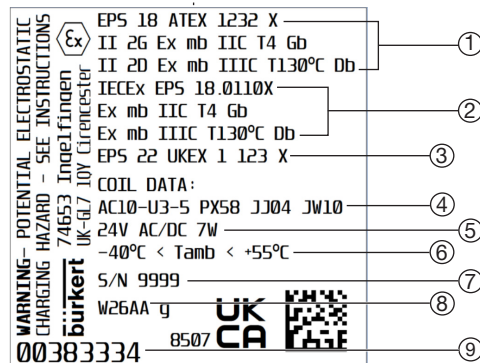 WARNING- POTENTIAL ELECTROSTATIC
CHARGING HAZARD - SEE INSTRUCTIONS
bürkert
74653 Ingelfingen
UK-GL7 1QY Cirencester
Ex
EPS 18 ATEX 1232 X
II 2G Ex mb IIC T4 Gb
II 2D Ex mb IIIC T130°C Db
1
IECEx EPS 18.0110X
Ex mb IIC T4 Gb
Ex mb IIIC T130°C Db
2
EPS 22 UKEX 1 123 X
3
COIL DATA:
AC10-U3-5 PX58 JJ04 JW10
4
24V AC/DC 7W
5
-40°C < Tamb < +55°C
6
S/N 9999
7
W26AA g
8
UK
CA
8507
00383334
9